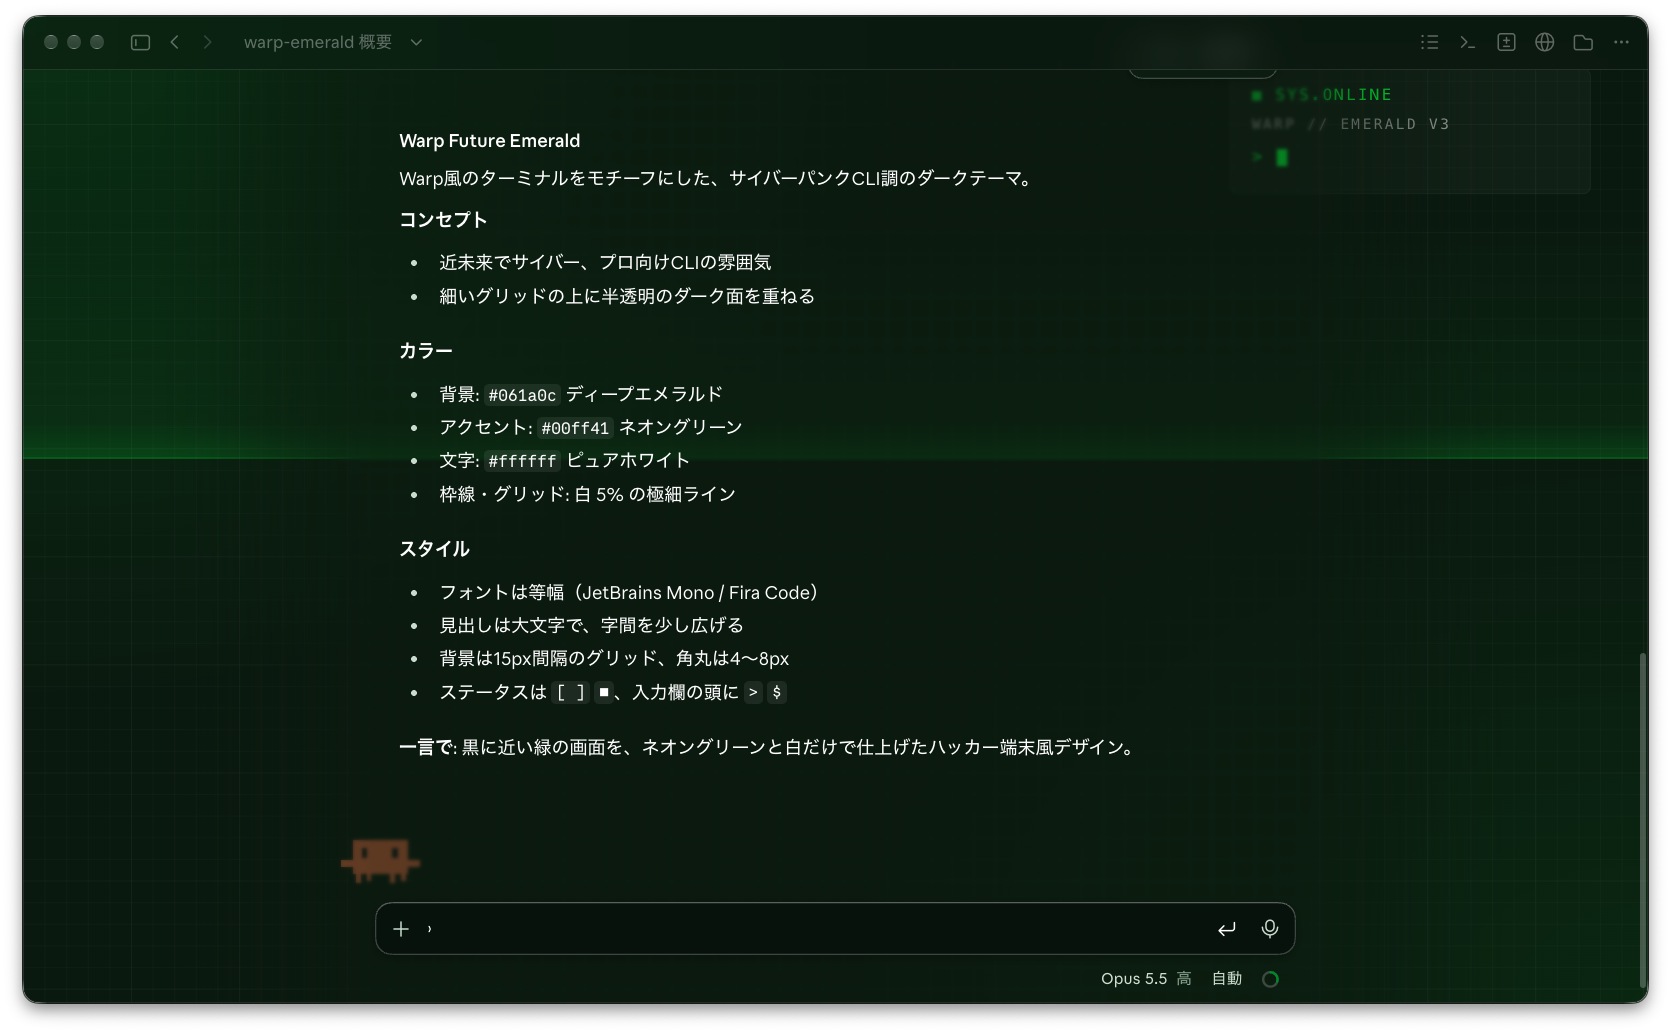 warp-emerald 概要
SYS.ONLINE
WARP // EMERALD V3
>
Warp Future Emerald
Warp風のターミナルをモチーフにした、サイバーパンクCLI調のダークテーマ。
コンセプト
• 近未来でサイバー、プロ向けCLIの雰囲気
• 細いグリッドの上に半透明のダーク面を重ねる
カラー
• 背景: #061a0c ディープエメラルド
• アクセント: #00ff41 ネオングリーン
• 文字: #ffffff ピュアホワイト
• 枠線・グリッド: 白 5% の極細ライン
スタイル
• フォントは等幅（JetBrains Mono / Fira Code）
• 見出しは大文字で、字間を少し広げる
• 背景は15px間隔のグリッド、角丸は4〜8px
• ステータスは [ ] ■、入力欄の頭に > $
一言で: 黒に近い緑の画面を、ネオングリーンと白だけで仕上げたハッカー端末風デザイン。
Opus 5.5 高 自動